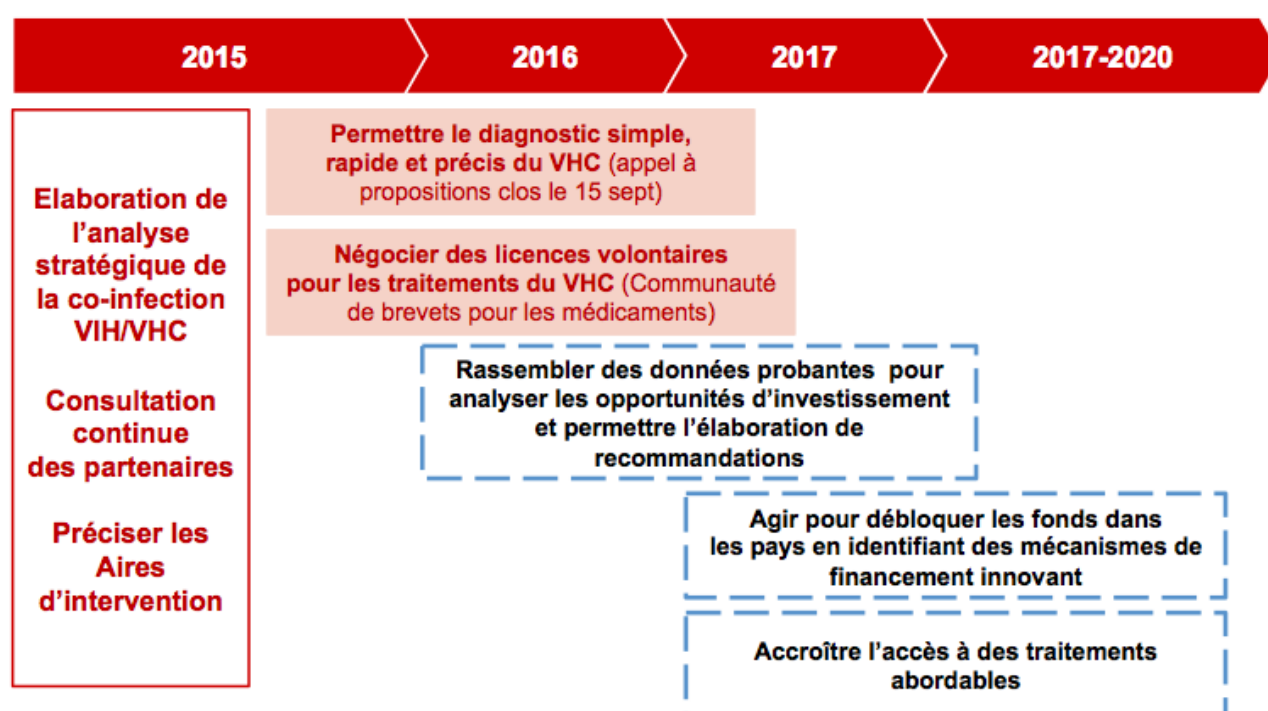 2015
2016
2017
2017-2020
Elaboration de
l’analyse
stratégique de
la co-infection
VIH/VHC
Consultation
continue
des partenaires
Préciser les
Aires
d’intervention
Permettre le diagnostic simple,
rapide et précis du VHC (appel à
propositions clos le 15 sept)
Négocier des licences volontaires
pour les traitements du VHC (Communauté
de brevets pour les médicaments)
Rassembler des données probantes pour
analyser les opportunités d’investissement
et permettre l’élaboration de
recommandations
Agir pour débloquer les fonds dans
les pays en identifiant des mécanismes de
financement innovant
Accroître l’accès à des traitements
abordables